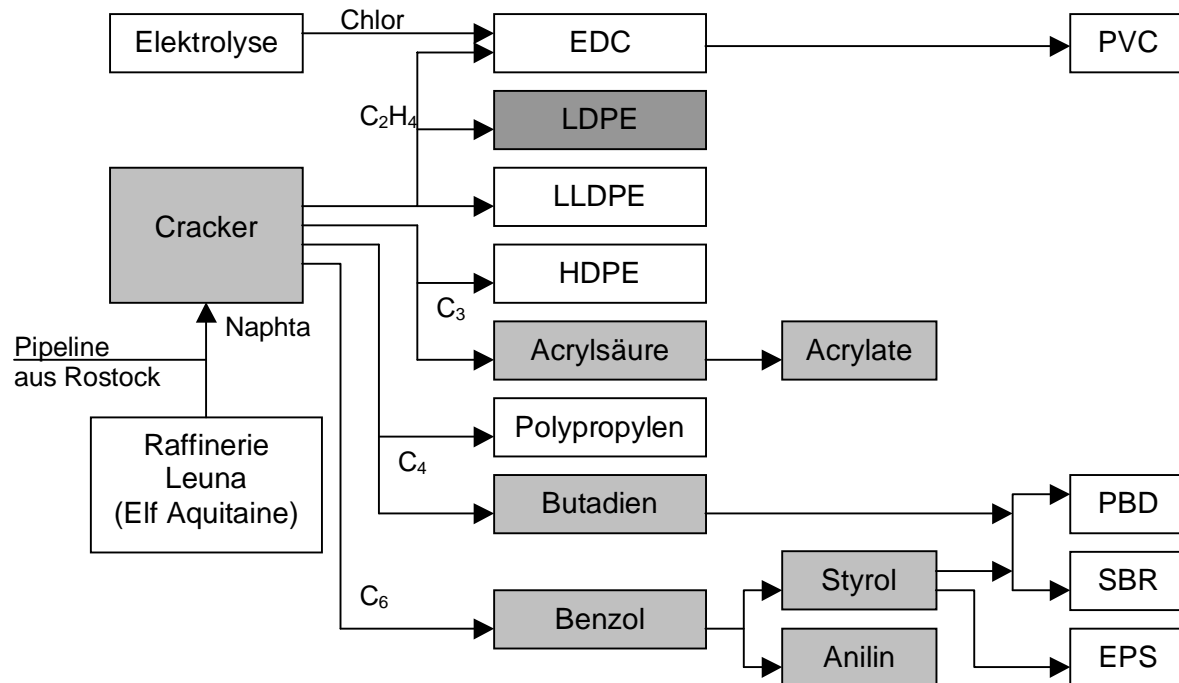 Elektrolyse
Chlor
EDC
PVC
C₂H₄
LDPE
Cracker
LLDPE
HDPE
C₃
Naphta
Pipeline
aus Rostock
Acrylsäure
Acrylate
Raffinerie
Leuna
(Elf Aquitaine)
Polypropylen
C₄
Butadien
PBD
Styrol
SBR
C₆
Benzol
Anilin
EPS